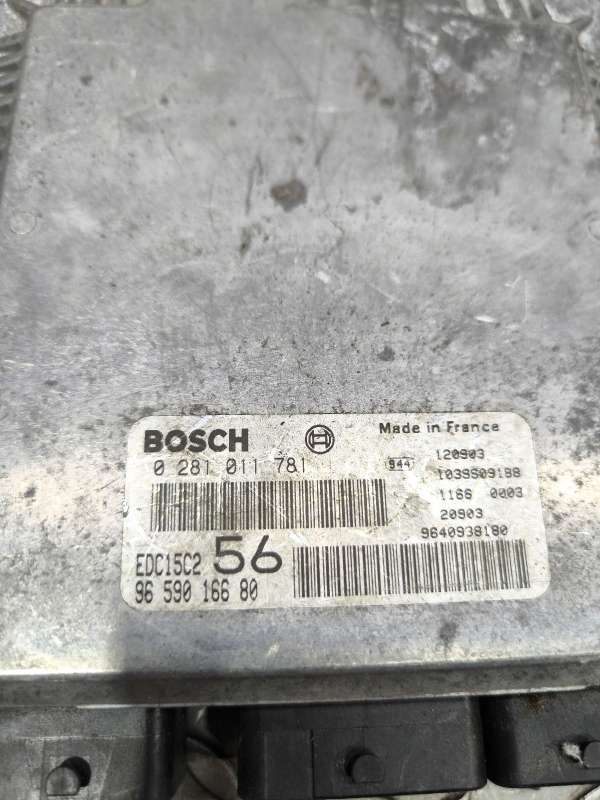 BOSCH
Made in France
0 281 011 781
944
120903
1039S09188
1166 0003
20903
9640938180
EDC15C2 56
96 590 166 80